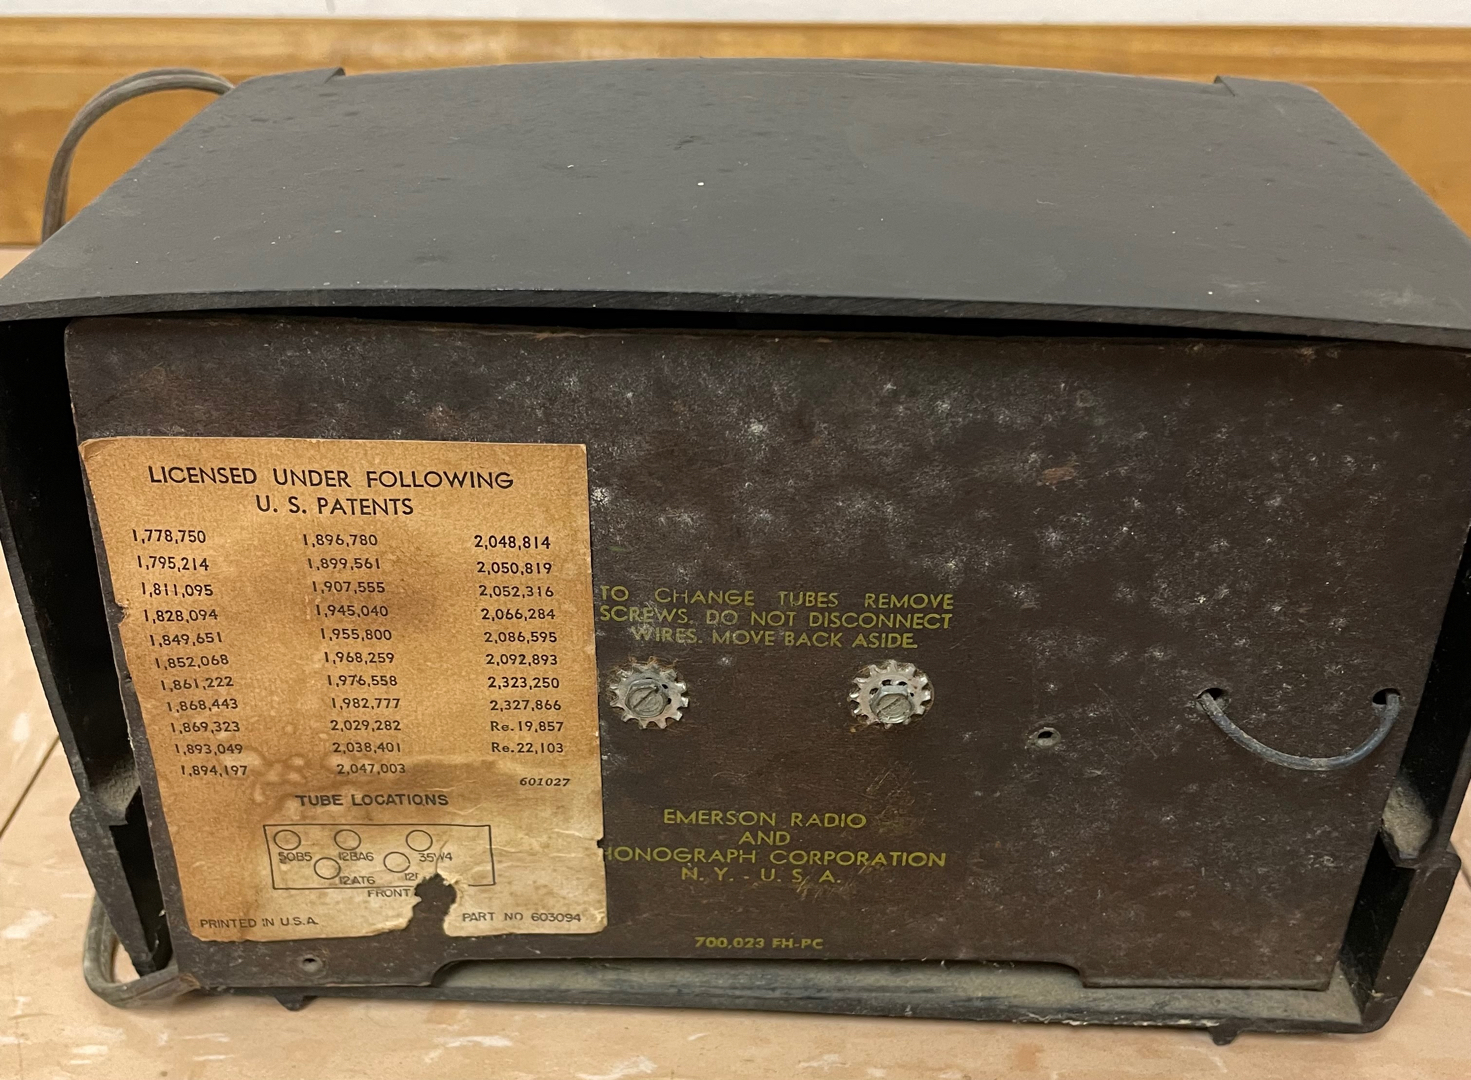 LICENSED UNDER FOLLOWING
U. S. PATENTS
1,778,750 1,896,780 2,048,814
1,795,214 1,899,561 2,050,819
1,811,095 1,907,555 2,052,316
1,828,094 1,945,040 2,066,284
1,849,651 1,955,800 2,086,595
1,852,068 1,968,259 2,092,893
1,861,222 1,976,558 2,323,250
1,868,443 1,982,777 2,327,866
1,869,323 2,029,282 Re.19,857
1,893,049 2,038,401 Re.22,103
1,894,197 2,047,003
601027
TUBE LOCATIONS
50B5 12BA6 35W4
12AT6
FRONT
PRINTED IN U.S.A. PART NO 603094
TO CHANGE TUBES REMOVE
SCREWS. DO NOT DISCONNECT
WIRES. MOVE BACK ASIDE.
EMERSON RADIO
AND
HONOGRAPH CORPORATION
N. Y. - U. S. A.
700,023 FH-PC